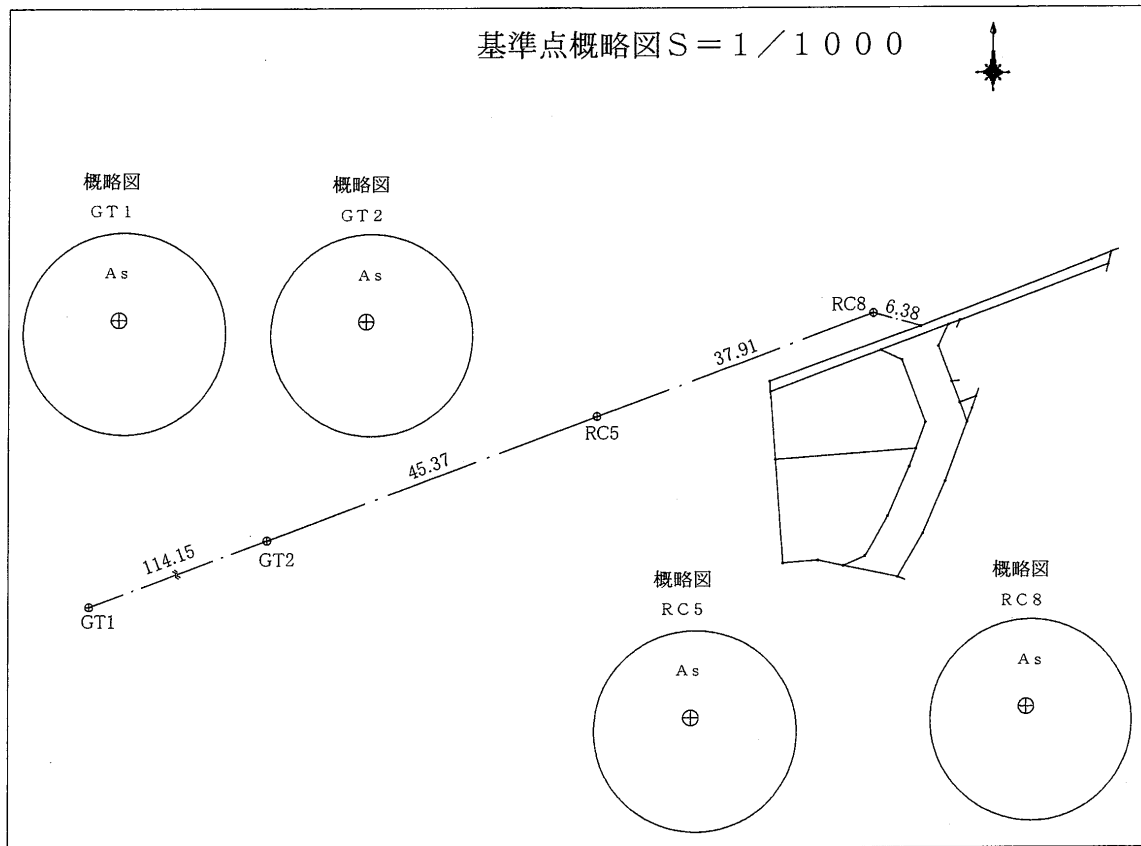 基準点概略図S＝1／1000
概略図
GT1
As
概略図
GT2
As
RC8
6.38
37.91
RC5
45.37
GT2
114.15
GT1
概略図
RC5
As
概略図
RC8
As